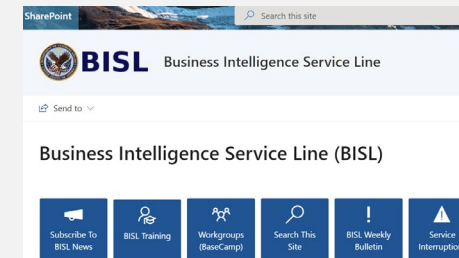 SharePoint
Search this site
BISL Business Intelligence Service Line
Send to
Business Intelligence Service Line (BISL)
Subscribe To
BISL News
BISL Training
Workgroups
(BaseCamp)
Search This
Site
BISL Weekly
Bulletin
Service
Interruption